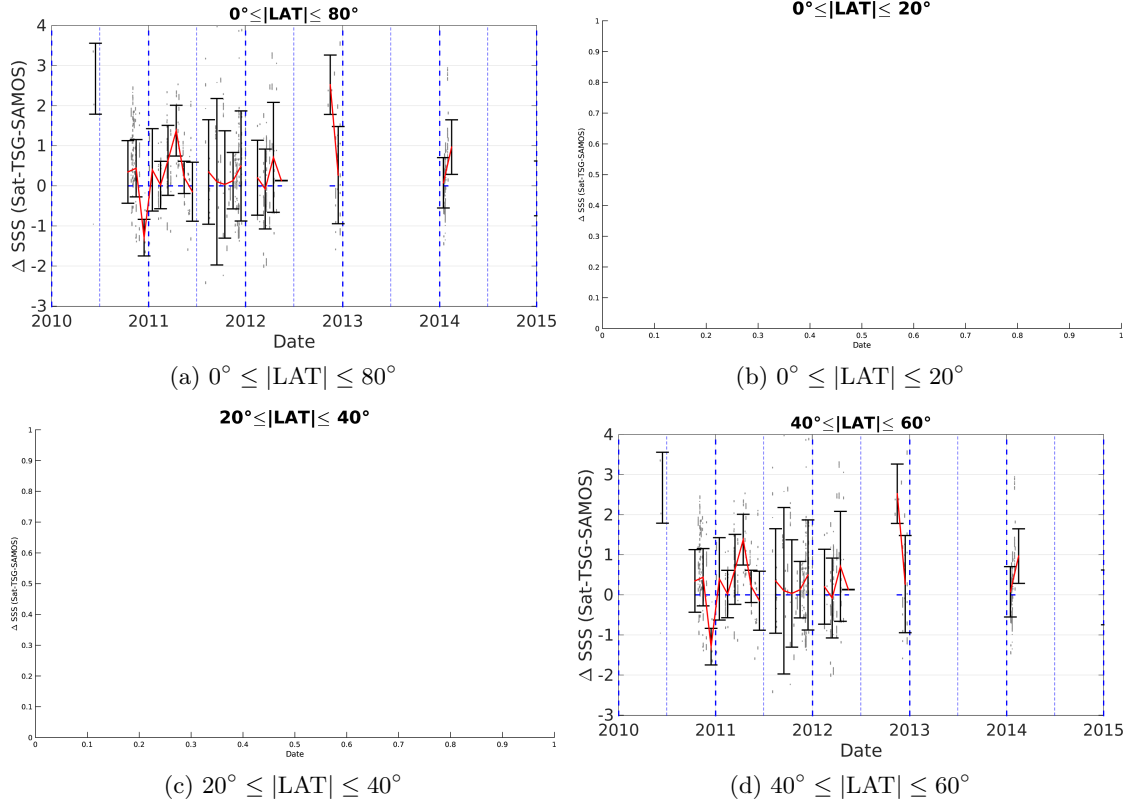 0°≤|LAT|≤ 80°
4
3
2
1
0
-1
-2
-3
2010 2011 2012 2013 2014 2015
Δ SSS (Sat-TSG-SAMOS)
Date
(a) 0° ≤ |LAT| ≤ 80°
0°≤|LAT|≤ 20°
1
0.9
0.8
0.7
0.6
0.5
0.4
0.3
0.2
0.1
0
0 0.1 0.2 0.3 0.4 0.5 0.6 0.7 0.8 0.9 1
Δ SSS (Sat-TSG-SAMOS)
Date
(b) 0° ≤ |LAT| ≤ 20°
20°≤|LAT|≤ 40°
1
0.9
0.8
0.7
0.6
0.5
0.4
0.3
0.2
0.1
0
0 0.1 0.2 0.3 0.4 0.5 0.6 0.7 0.8 0.9 1
Δ SSS (Sat-TSG-SAMOS)
Date
(c) 20° ≤ |LAT| ≤ 40°
40°≤|LAT|≤ 60°
4
3
2
1
0
-1
-2
-3
2010 2011 2012 2013 2014 2015
Δ SSS (Sat-TSG-SAMOS)
Date
(d) 40° ≤ |LAT| ≤ 60°